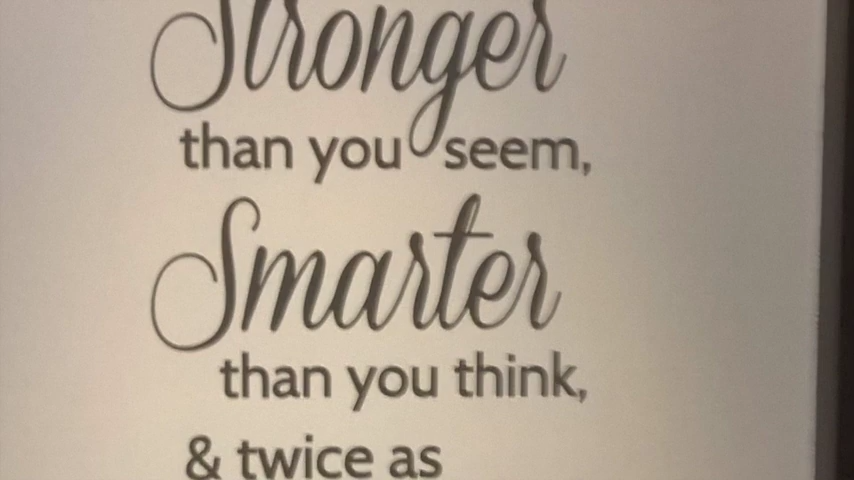 Stronger
than you seem,
Smarter
than you think,
& twice as